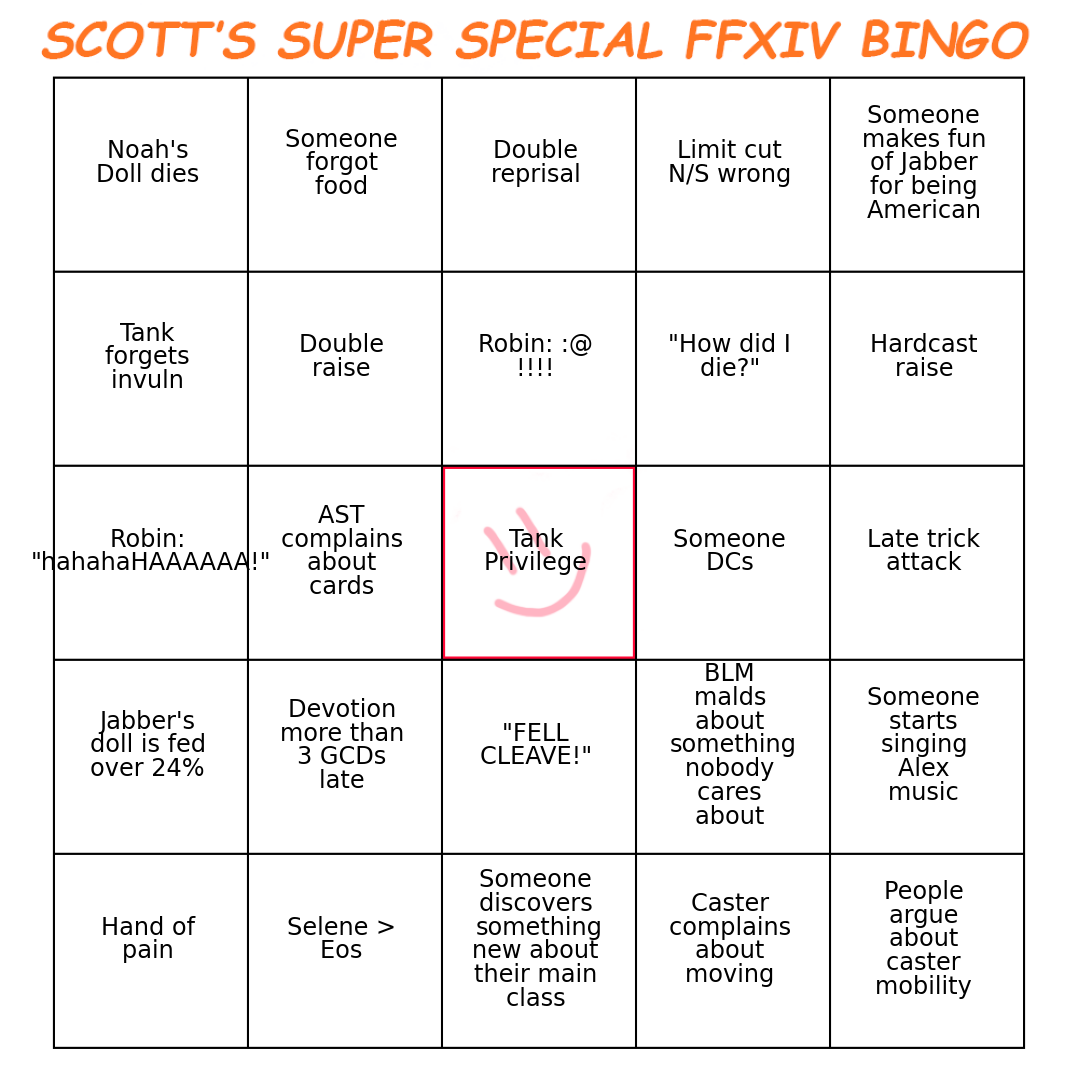 SCOTT'S SUPER SPECIAL FFXIV BINGO
Noah's
Doll dies
Someone
forgot
food
Double
reprisal
Limit cut
N/S wrong
Someone
makes fun
of Jabber
for being
American
Tank
forgets
invuln
Double
raise
Robin: :@
!!!!
"How did I
die?"
Hardcast
raise
Robin:
"hahahaHAAAAAA!"
AST
complains
about
cards
Tank
Privilege
Someone
DCs
Late trick
attack
Jabber's
doll is fed
over 24%
Devotion
more than
3 GCDs
late
"FELL
CLEAVE!"
BLM
malds
about
something
nobody
cares
about
Someone
starts
singing
Alex
music
Hand of
pain
Selene >
Eos
Someone
discovers
something
new about
their main
class
Caster
complains
about
moving
People
argue
about
caster
mobility